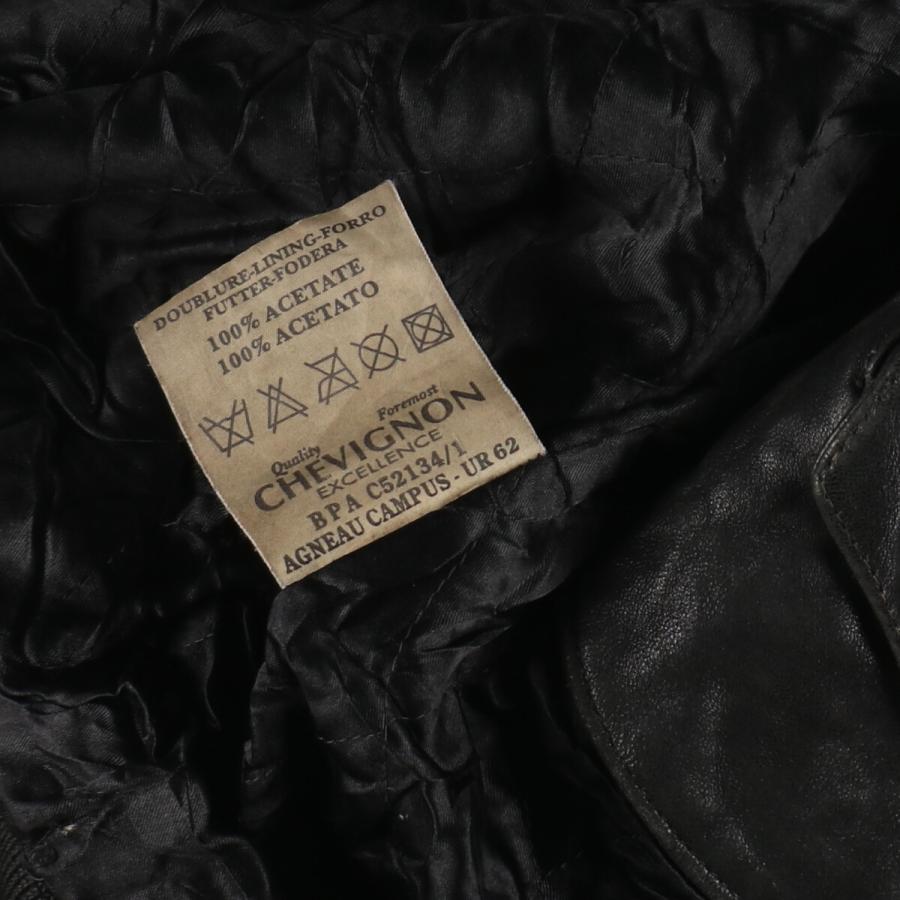 DOUBLURE-LINING-FORRO
FUTTER-FODERA
100% ACETATE
100% ACETATO
Quality Foremost
CHEVIGNON
EXCELLENCE
BPA C52134/1
AGNEAU CAMPUS - UR 62